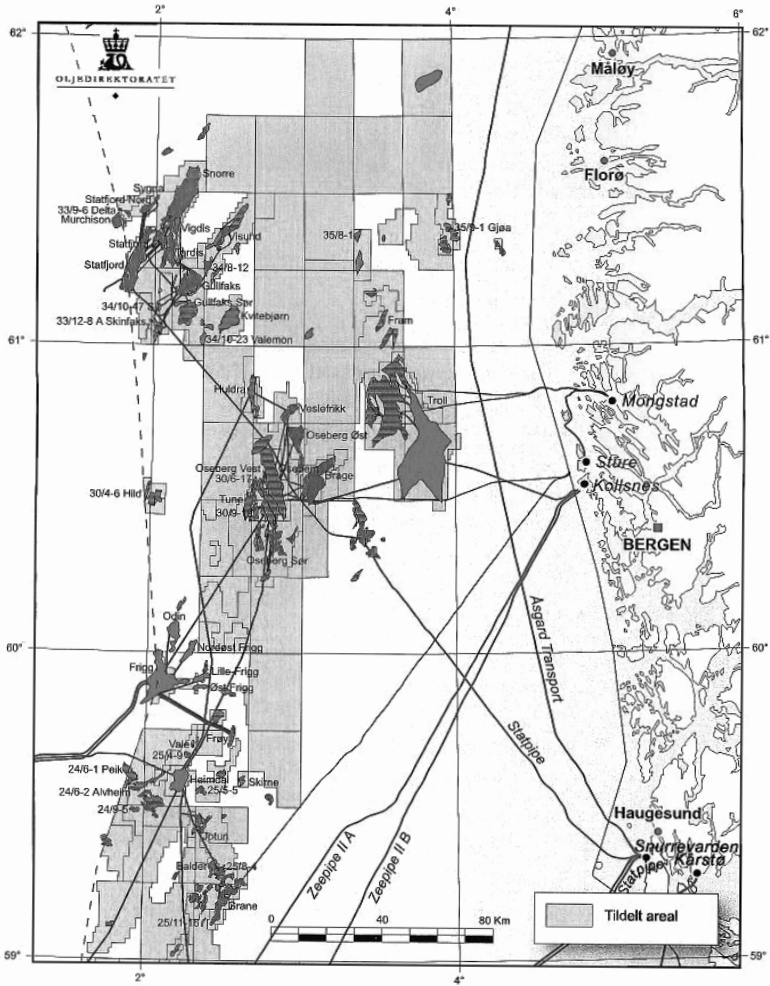 2°
4°
6°
62°
62°
OLJEDIREKTORATET
Måløy
Florø
Snorre
Sygna
Statfjord Nord
33/9-6 Delta
Murchison
Vigdis
Visund
35/8-1
35/9-1 Gjøa
Statfjord
34/8-12
Gullfaks
34/10-47 S
Gullfaks Sør
Kvitebjørn
33/12-8 A Skinfaks
34/10-23 Valemon
Fram
61°
61°
Huldra
Veslefrikk
Troll
Mongstad
Oseberg Øst
Oseberg Vest
Oseberg
30/6-17
Brage
Sture
Kollsnes
30/4-6 Hild
Tune
BERGEN
Oseberg Sør
Odin
60°
60°
Nordøst Frigg
Frigg
Lille-Frigg
Øst Frigg
Åsgard Transport
Statpipe
Frøy
Vale
25/4-9
24/6-1 Peik
Heimdal
Skirne
25/5-5
24/6-2 Alvheim
24/9-5
Jotun
Haugesund
Snurrevarden
Kårstø
Statpipe
Zeepipe II A
Zeepipe II B
Balder
25/8-4
Grane
0
40
80 Km
Tildelt areal
59°
59°
2°
4°